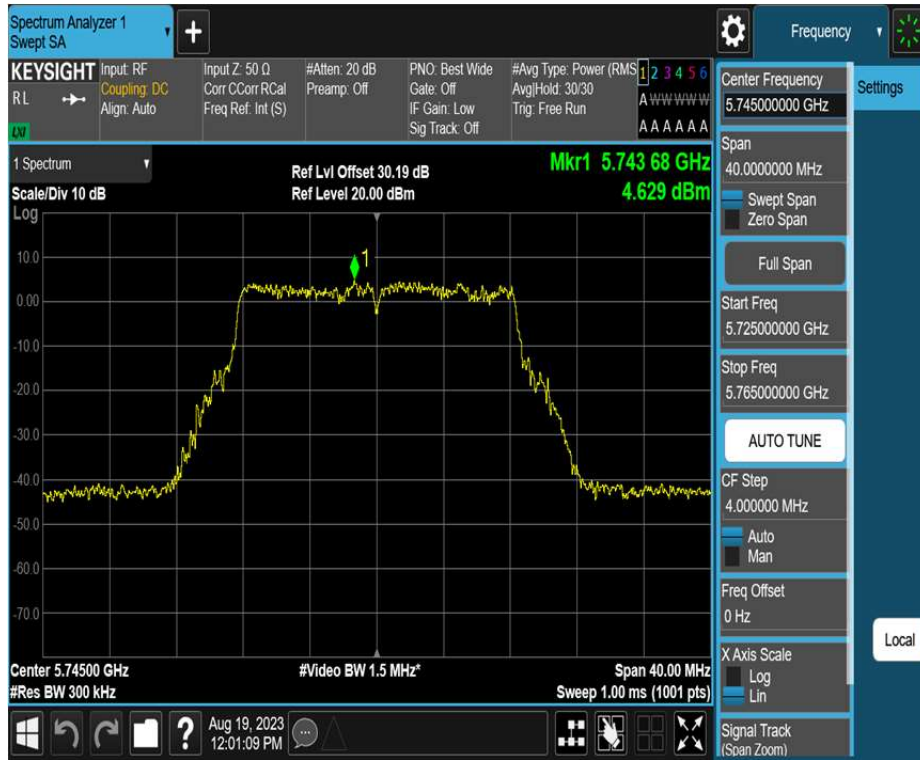 Spectrum Analyzer 1
Swept SA
+
Frequency
KEYSIGHT
R L
LXI
Input: RF
Coupling: DC
Align: Auto
Input Z: 50 Ω
Corr CCorr RCal
Freq Ref: Int (S)
#Atten: 20 dB
Preamp: Off
PNO: Best Wide
Gate: Off
IF Gain: Low
Sig Track: Off
#Avg Type: Power (RMS
Avg|Hold: 30/30
Trig: Free Run
1 2 3 4 5 6
A W W W W W
A A A A A A
1 Spectrum
Scale/Div 10 dB
Log
Ref Lvl Offset 30.19 dB
Ref Level 20.00 dBm
Mkr1 5.743 68 GHz
4.629 dBm
1
10.0
0.00
-10.0
-20.0
-30.0
-40.0
-50.0
-60.0
-70.0
Center 5.74500 GHz
#Res BW 300 kHz
#Video BW 1.5 MHz*
Span 40.00 MHz
Sweep 1.00 ms (1001 pts)
?
Aug 19, 2023
12:01:09 PM
Center Frequency
5.745000000 GHz
Settings
Span
40.0000000 MHz
Swept Span
Zero Span
Full Span
Start Freq
5.725000000 GHz
Stop Freq
5.765000000 GHz
AUTO TUNE
CF Step
4.000000 MHz
Auto
Man
Freq Offset
0 Hz
Local
X Axis Scale
Log
Lin
Signal Track
(Span Zoom)